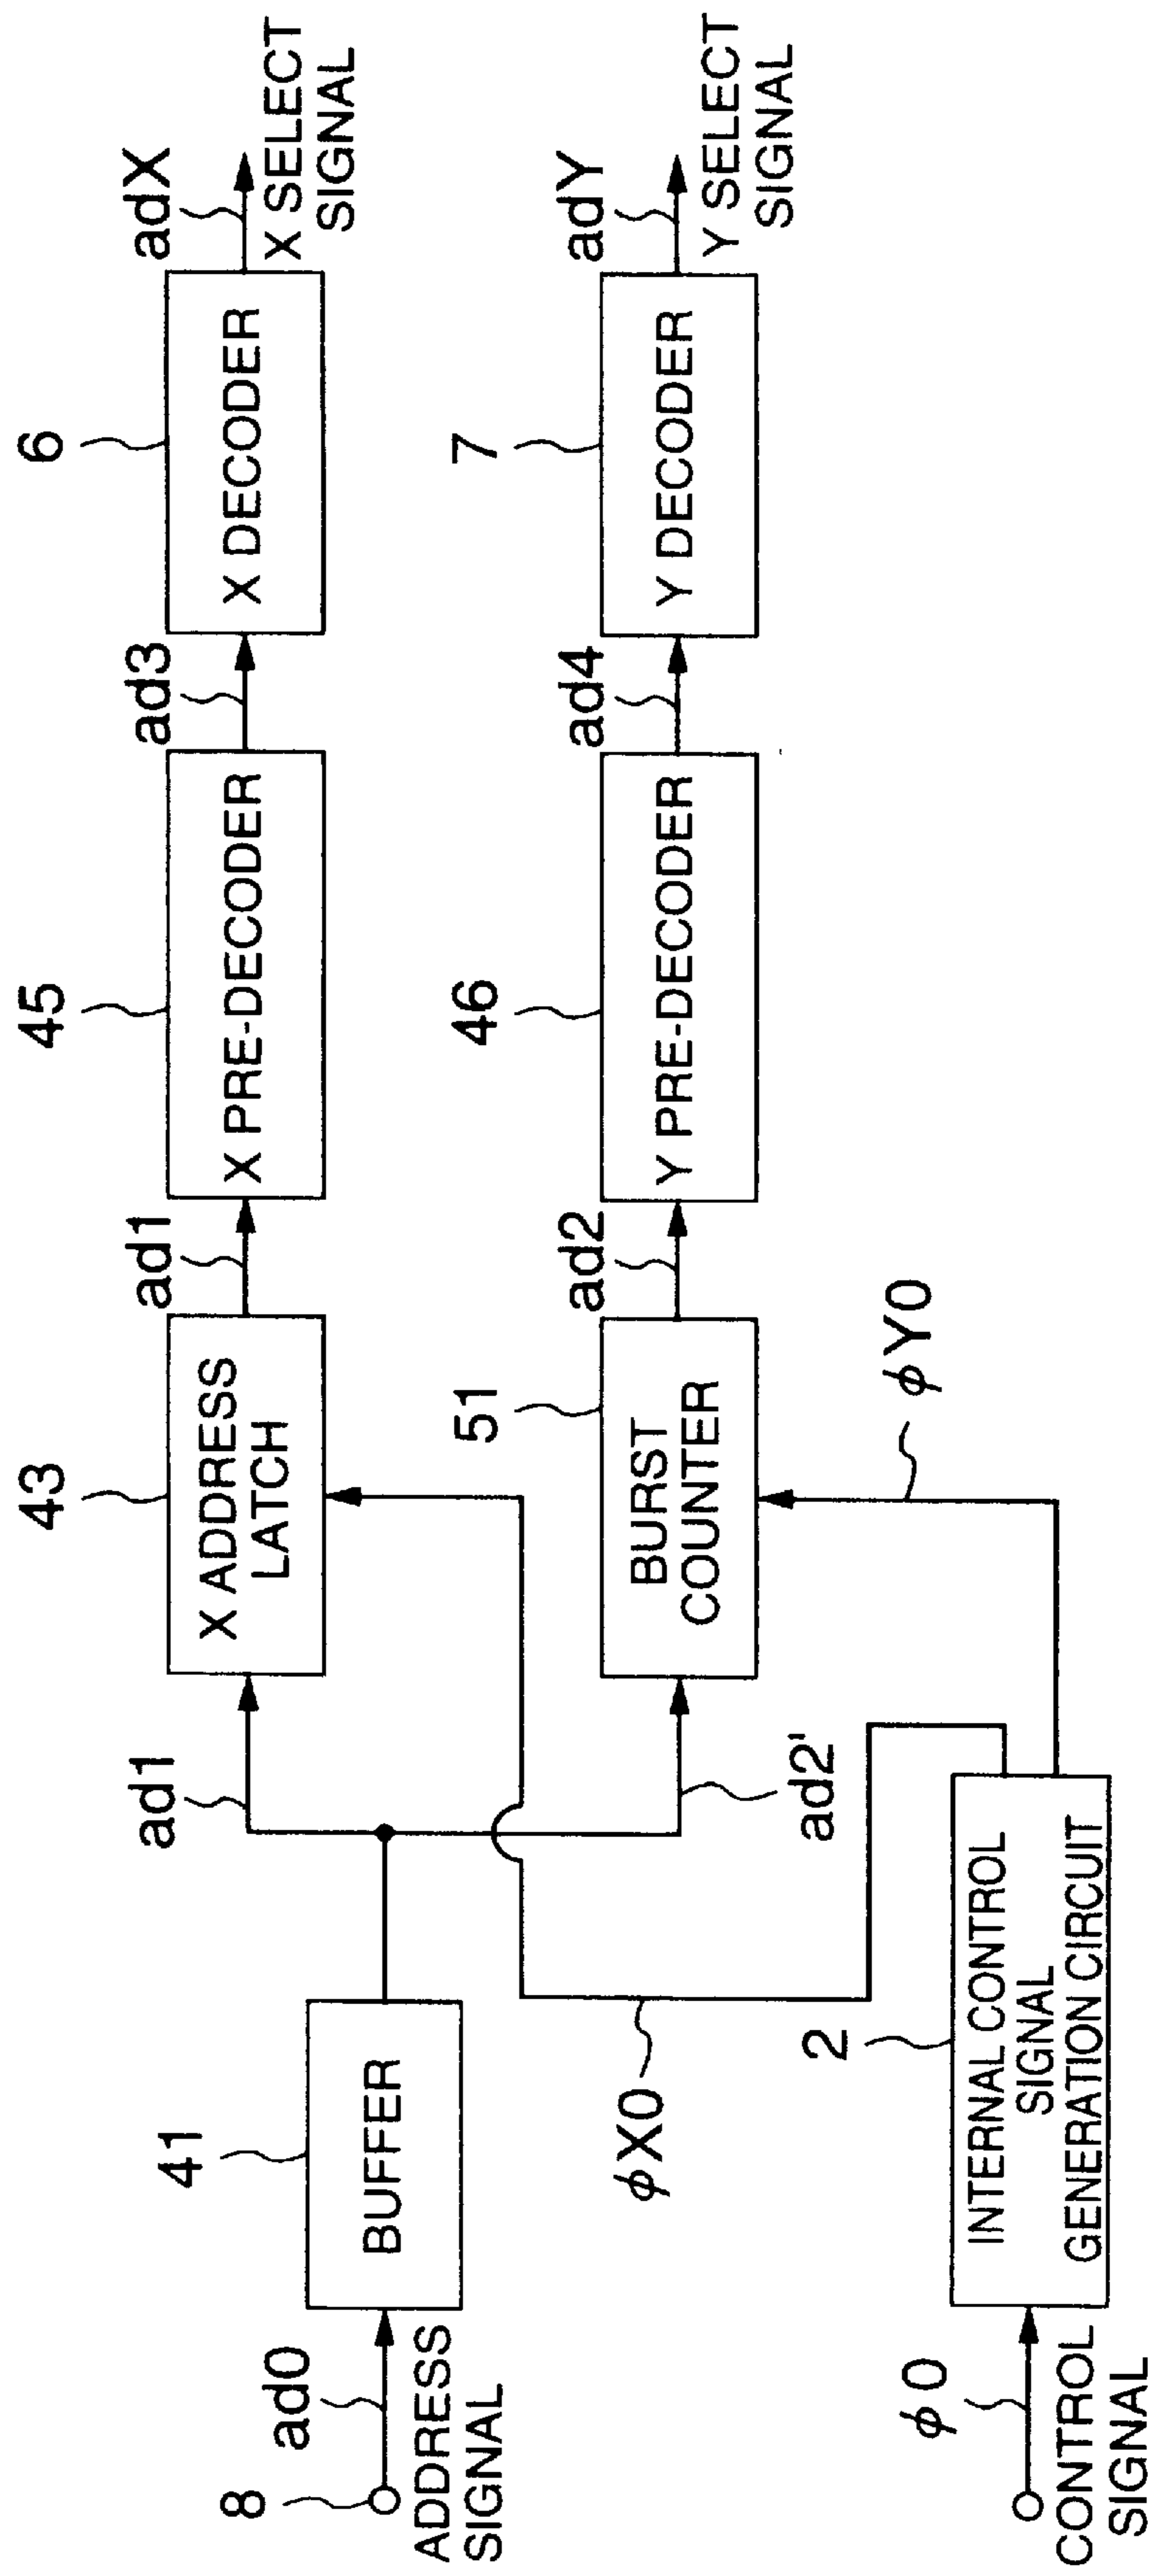 8
ad0
ADDRESS
SIGNAL
41
BUFFER
ad1
43
X ADDRESS
LATCH
ad1
45
X PRE-DECODER
ad3
6
X DECODER
adX
X SELECT
SIGNAL
ad2'
51
BURST
COUNTER
ad2
46
Y PRE-DECODER
ad4
7
Y DECODER
adY
Y SELECT
SIGNAL
ϕX0
ϕY0
ϕ0
CONTROL
SIGNAL
2
INTERNAL CONTROL
SIGNAL
GENERATION CIRCUIT